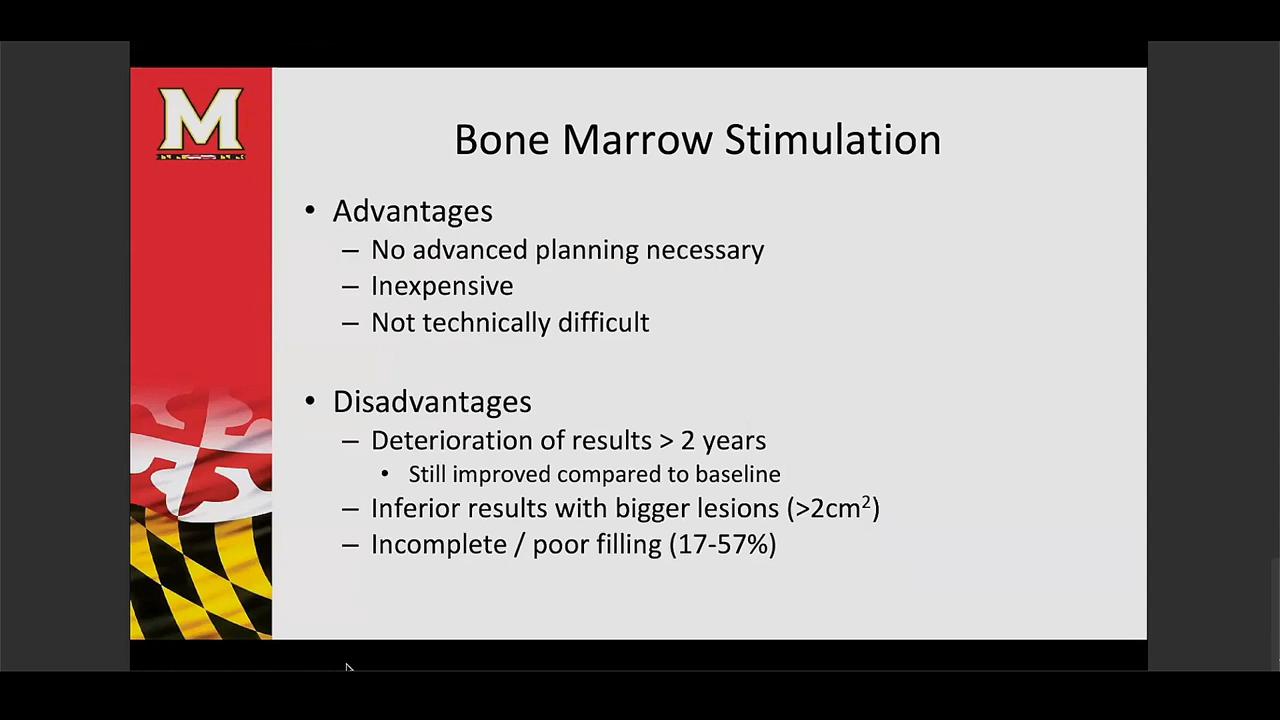 M
Bone Marrow Stimulation
• Advantages
– No advanced planning necessary
– Inexpensive
– Not technically difficult
• Disadvantages
– Deterioration of results > 2 years
• Still improved compared to baseline
– Inferior results with bigger lesions (>2cm²)
– Incomplete / poor filling (17-57%)